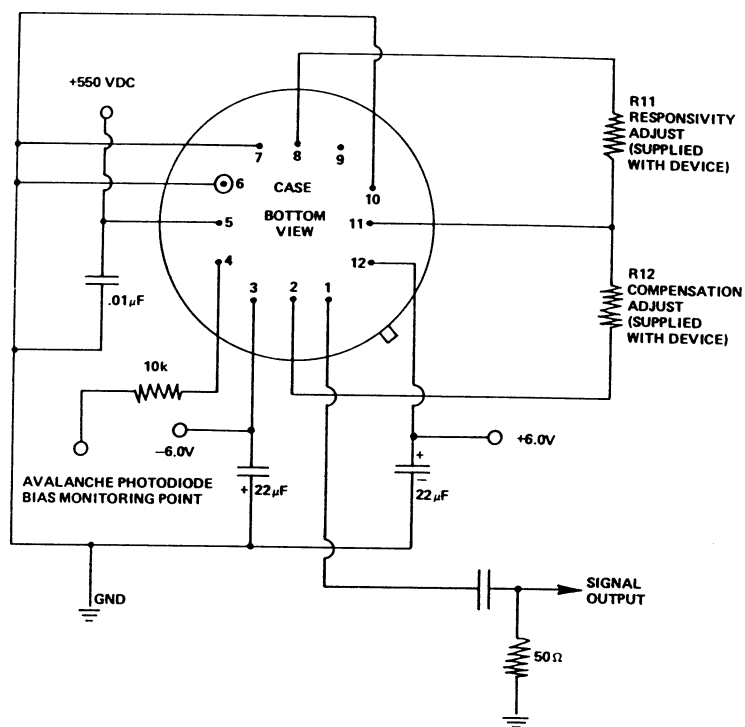 +550 VDC
R11
RESPONSIVITY
ADJUST
(SUPPLIED
WITH DEVICE)
7
8
9
6
CASE
10
5
BOTTOM
VIEW
11
4
12
3
2
1
R12
COMPENSATION
ADJUST
(SUPPLIED
WITH DEVICE)
.01μF
10k
−6.0V
+6.0V
AVALANCHE PHOTODIODE
BIAS MONITORING POINT
+ 22μF
+
−
22μF
GND
SIGNAL
OUTPUT
50Ω